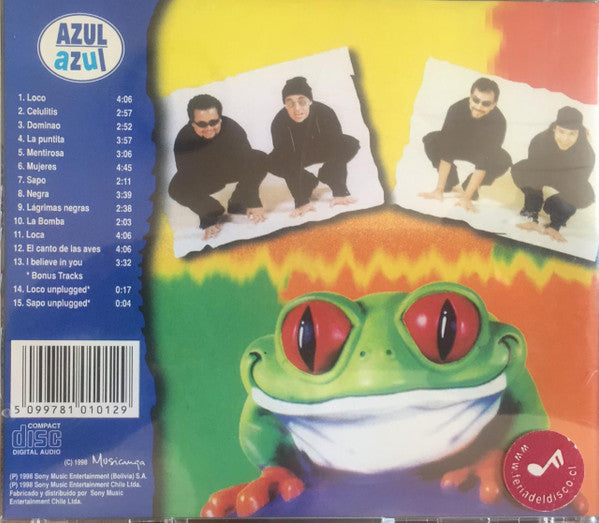 AZUL
azul
1. Loco 4:06
2. Celulitis 2:57
3. Dominao 2:52
4. La puntita 3:57
5. Mentirosa 3:06
6. Mujeres 4:45
7. Sapo 2:11
8. Negra 3:39
9. Lágrimas negras 2:38
10. La Bomba 2:03
11. Loca 4:06
12. El canto de las aves 4:06
13. I believe in you 3:32
* Bonus Tracks
14. Loco unplugged* 0:17
15. Sapo unplugged* 0:04
5 099781 010129
COMPACT
disc
DIGITAL AUDIO
(C) 1998 Musicanga
(P) 1998 Sony Music Entertainment (Bolivia) S.A.
(P) 1998 Sony Music Entertainment Chile Ltda.
Fabricado y distribuido por Sony Music
Entertainment Chile Ltda.
www.feriadeldisco.cl